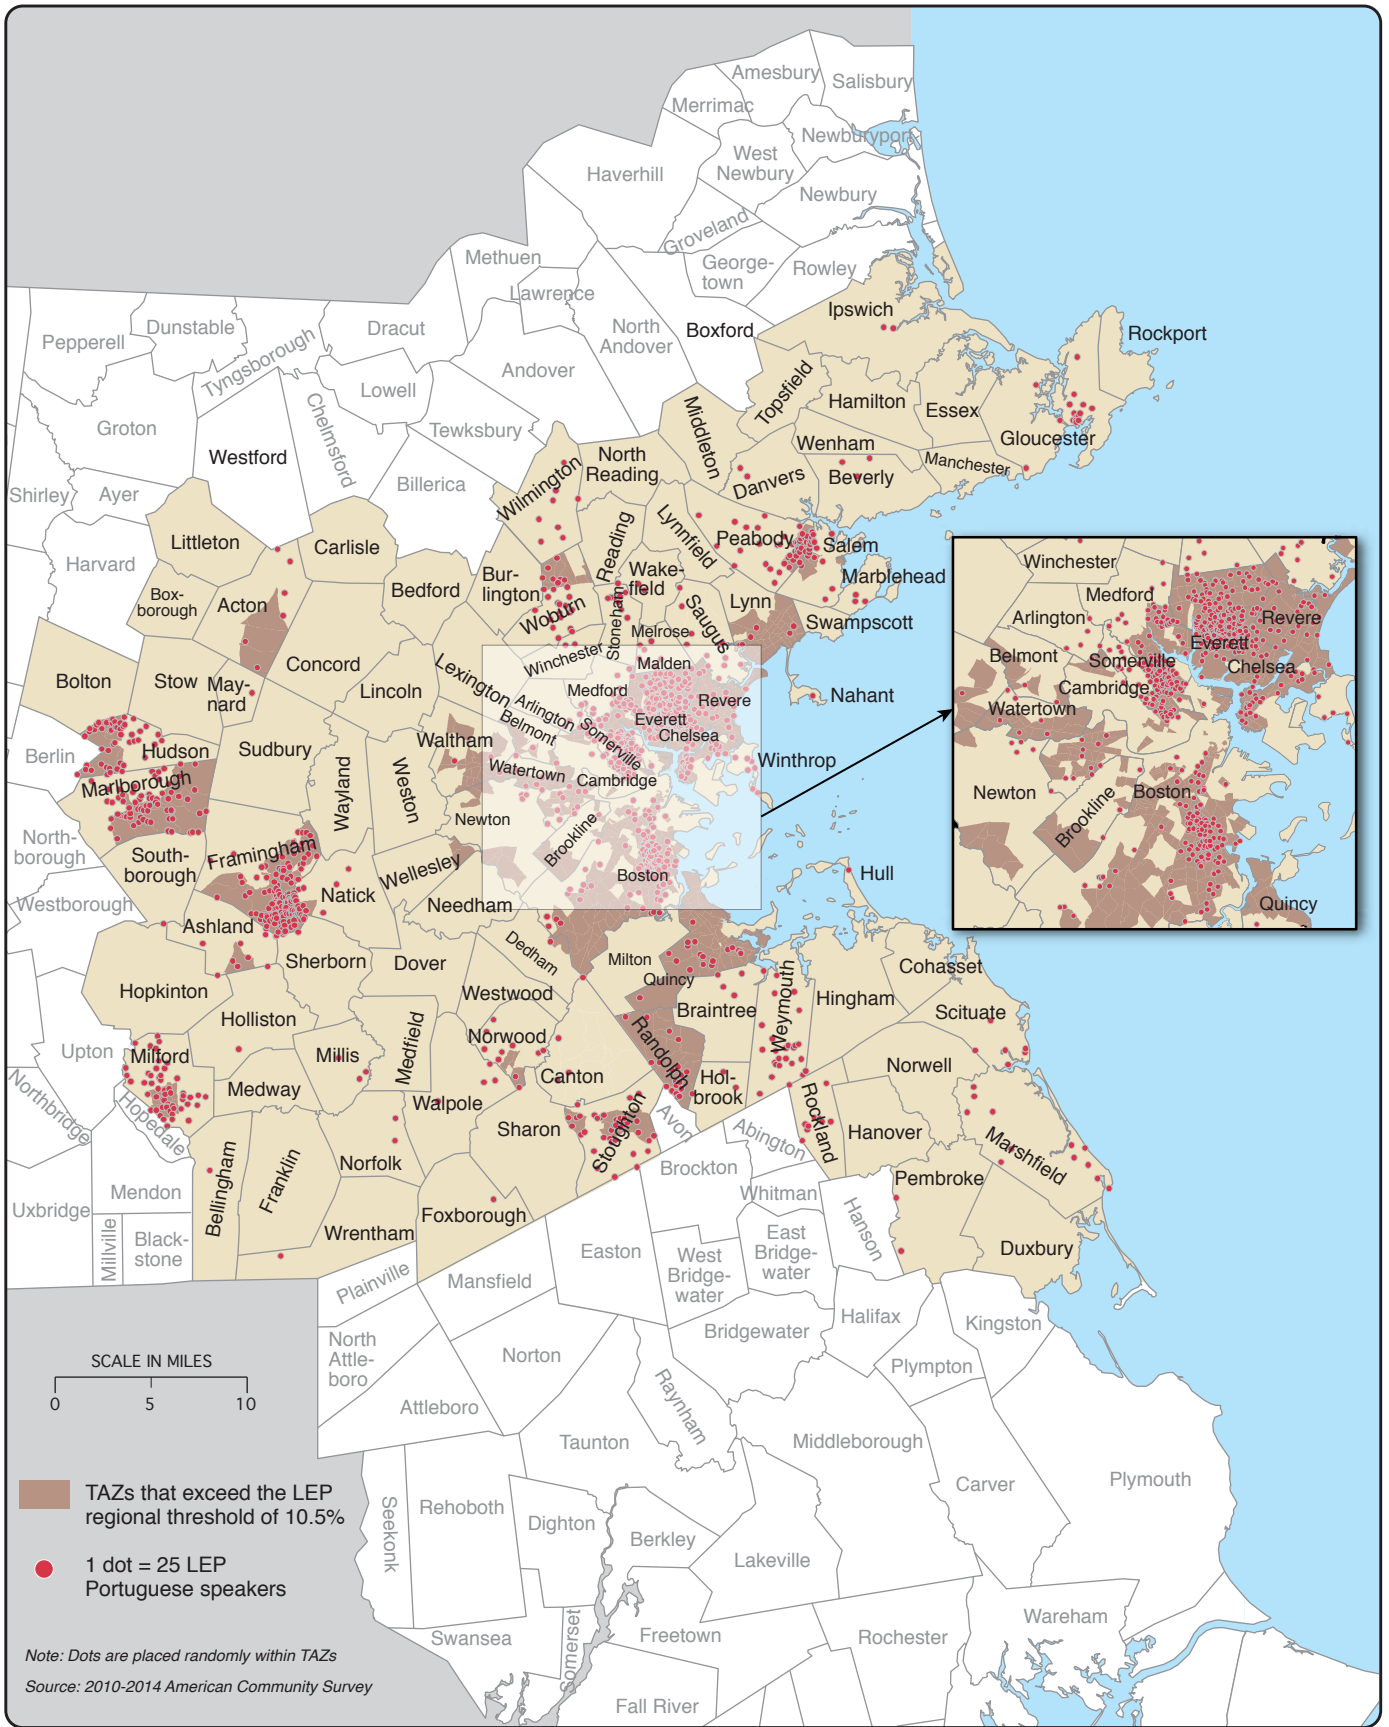 Amesbury
Salisbury
Merrimac
Newburyport
West
Newbury
Haverhill
Newbury
Groveland
Methuen
George-
town
Rowley
Lawrence
Ipswich
Dunstable
Dracut
North
Andover
Boxford
Rockport
Pepperell
Tyngsborough
Andover
Lowell
Topsfield
Hamilton
Essex
Groton
Chelmsford
Tewksbury
Middleton
Gloucester
Westford
North
Reading
Wenham
Manchester
Shirley
Ayer
Billerica
Wilmington
Danvers
Beverly
Littleton
Carlisle
Reading
Lynnfield
Peabody
Salem
Harvard
Bedford
Bur-
lington
Wake-
field
Marblehead
Box-
borough
Acton
Woburn
Stoneham
Saugus
Lynn
Swampscott
Melrose
Concord
Winchester
Malden
Bolton
Stow
May-
nard
Lincoln
Lexington
Arlington
Medford
Revere
Nahant
Belmont
Everett
Berlin
Hudson
Sudbury
Waltham
Somerville
Chelsea
Winthrop
Marlborough
Wayland
Weston
Watertown
Cambridge
North-
borough
Newton
South-
borough
Framingham
Brookline
Wellesley
Boston
Hull
Westborough
Natick
Needham
Ashland
Sherborn
Dover
Dedham
Milton
Quincy
Cohasset
Hopkinton
Westwood
Braintree
Weymouth
Hingham
Scituate
Holliston
Medfield
Norwood
Randolph
Upton
Milford
Millis
Canton
Hol-
brook
Norwell
Northbridge
Hopedale
Medway
Walpole
Avon
Rockland
Hanover
Sharon
Stoughton
Abington
Marshfield
Bellingham
Franklin
Norfolk
Brockton
Pembroke
Mendon
Whitman
Uxbridge
Wrentham
Foxborough
Hanson
Millville
Black-
stone
Easton
West
Bridge-
water
East
Bridge-
water
Duxbury
Plainville
Mansfield
Halifax
Kingston
North
Attle-
boro
Bridgewater
Norton
Plympton
Raynham
Attleboro
Taunton
Middleborough
Carver
Plymouth
Seekonk
Rehoboth
Dighton
Berkley
Lakeville
Swansea
Somerset
Freetown
Rochester
Wareham
Fall River
Winchester
Medford
Arlington
Revere
Everett
Belmont
Somerville
Chelsea
Cambridge
Watertown
Newton
Brookline
Boston
Quincy
SCALE IN MILES
0 5 10
TAZs that exceed the LEP
regional threshold of 10.5%
1 dot = 25 LEP
Portuguese speakers
Note: Dots are placed randomly within TAZs
Source: 2010-2014 American Community Survey